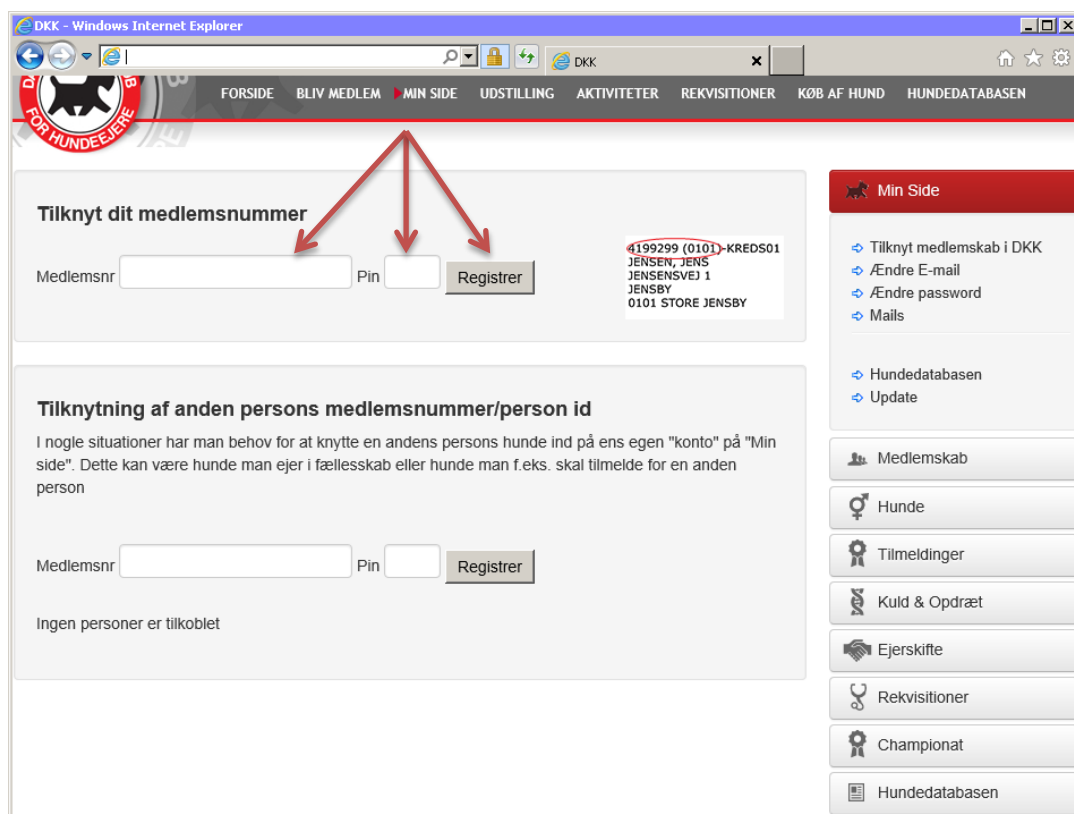 DKK - Windows Internet Explorer
DKK
FORSIDE BLIV MEDLEM MIN SIDE UDSTILLING AKTIVITETER REKVISITIONER KØB AF HUND HUNDEDATABASEN
FOR HUNDEEJERE
Tilknyt dit medlemsnummer
Medlemsnr Pin Registrer
4199299 (0101)-KREDS01
JENSEN, JENS
JENSENSVEJ 1
JENSBY
0101 STORE JENSBY
Tilknytning af anden persons medlemsnummer/person id
I nogle situationer har man behov for at knytte en andens persons hunde ind på ens egen "konto" på "Min
side". Dette kan være hunde man ejer i fællesskab eller hunde man f.eks. skal tilmelde for en anden
person
Medlemsnr Pin Registrer
Ingen personer er tilkoblet
Min Side
Tilknyt medlemskab i DKK
Ændre E-mail
Ændre password
Mails
Hundedatabasen
Update
Medlemskab
Hunde
Tilmeldinger
Kuld & Opdræt
Ejerskifte
Rekvisitioner
Championat
Hundedatabasen